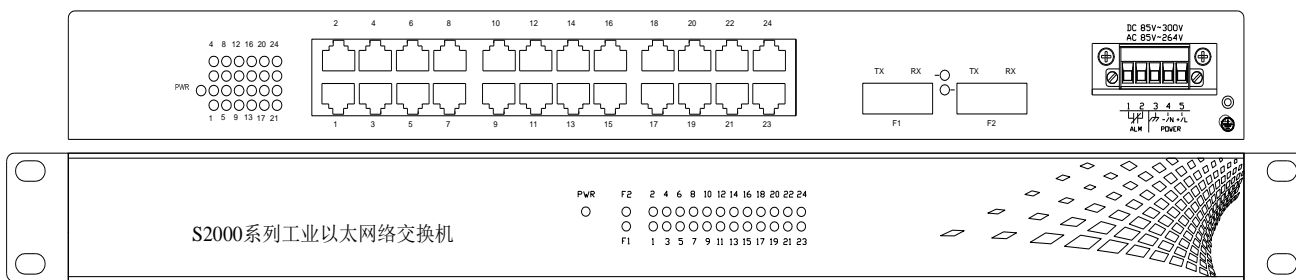 2 4 6 8 10 12 14 16 18 20 22 24
DC 85V~300V
AC 85V~264V
4 8 12 16 20 24
TX RX TX RX
PWR
1 5 9 13 17 21
F1 F2
1 2 3 4 5
-/N +/L
ALM POWER
1 3 5 7 9 11 13 15 17 19 21 23
PWR F2 2 4 6 8 10 12 14 16 18 20 22 24
S2000系列工业以太网络交换机
F1 1 3 5 7 9 11 13 15 17 19 21 23